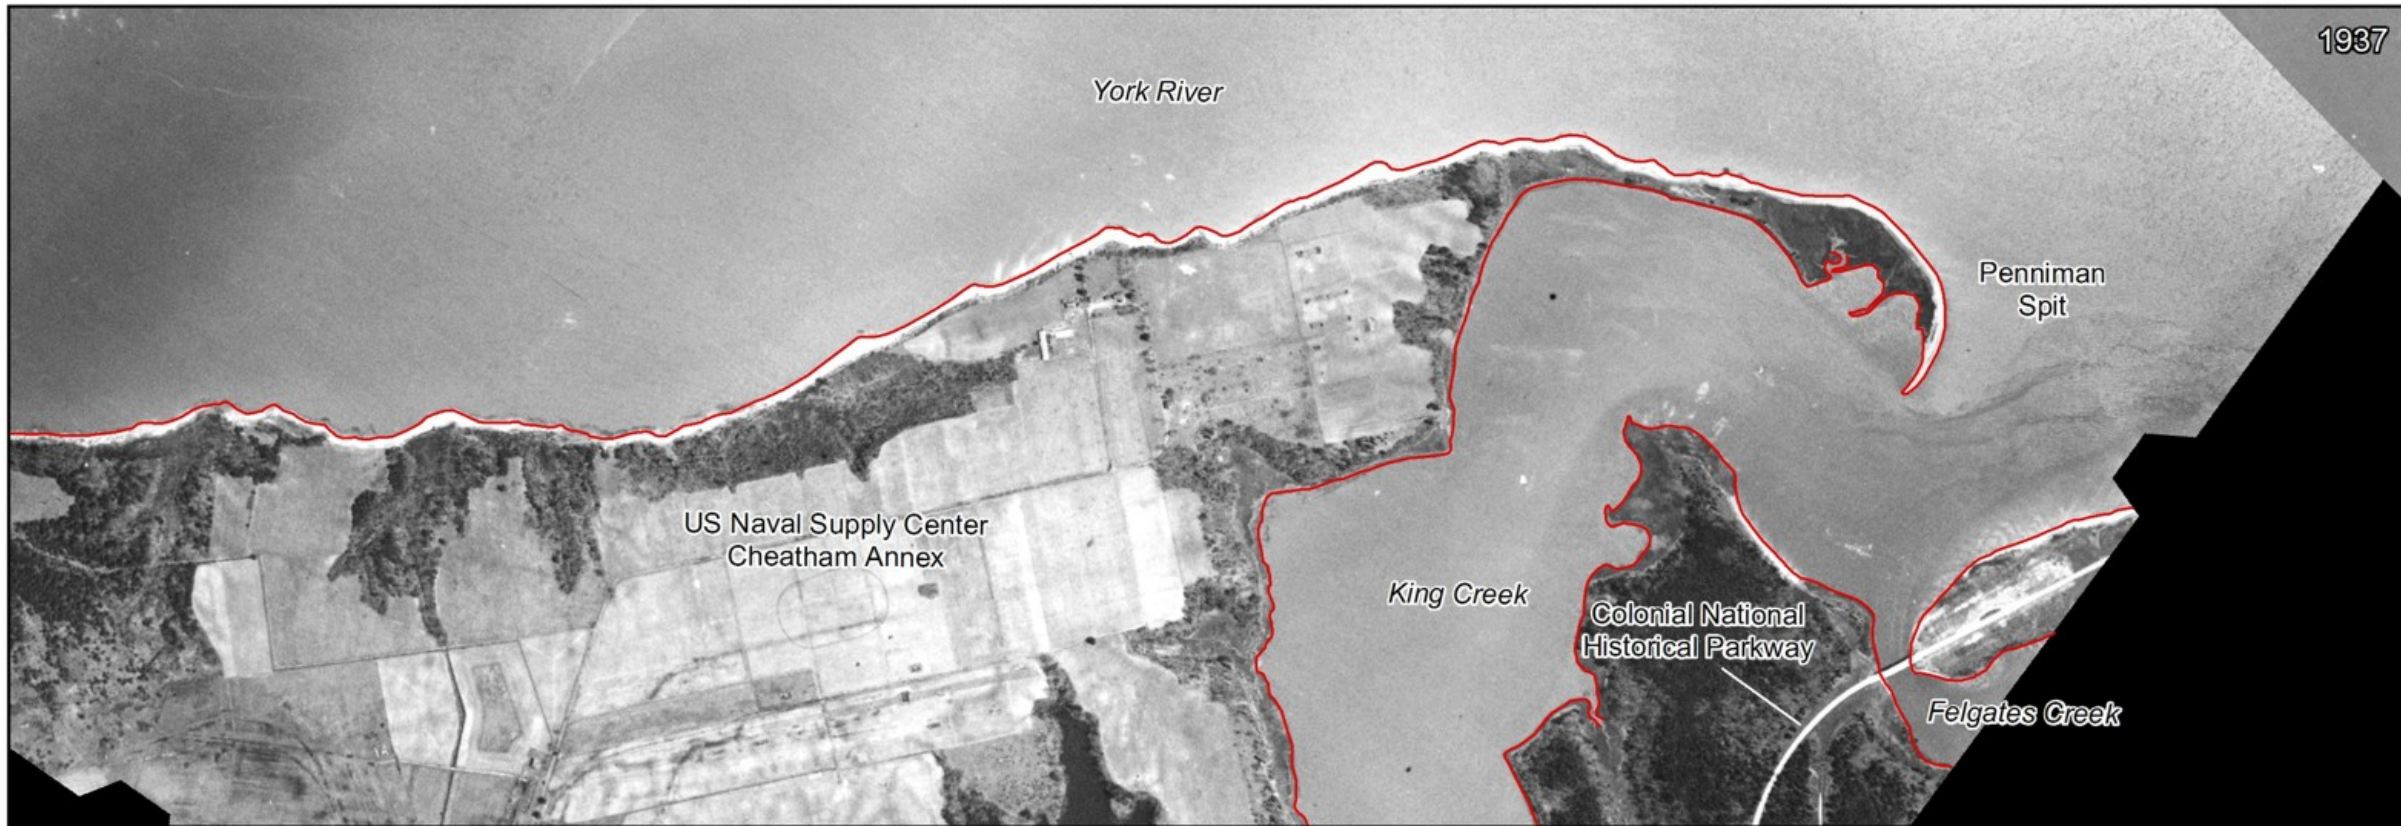 1937
York River
Penniman
Spit
US Naval Supply Center
Cheatham Annex
King Creek
Colonial National
Historical Parkway
Felgates Creek